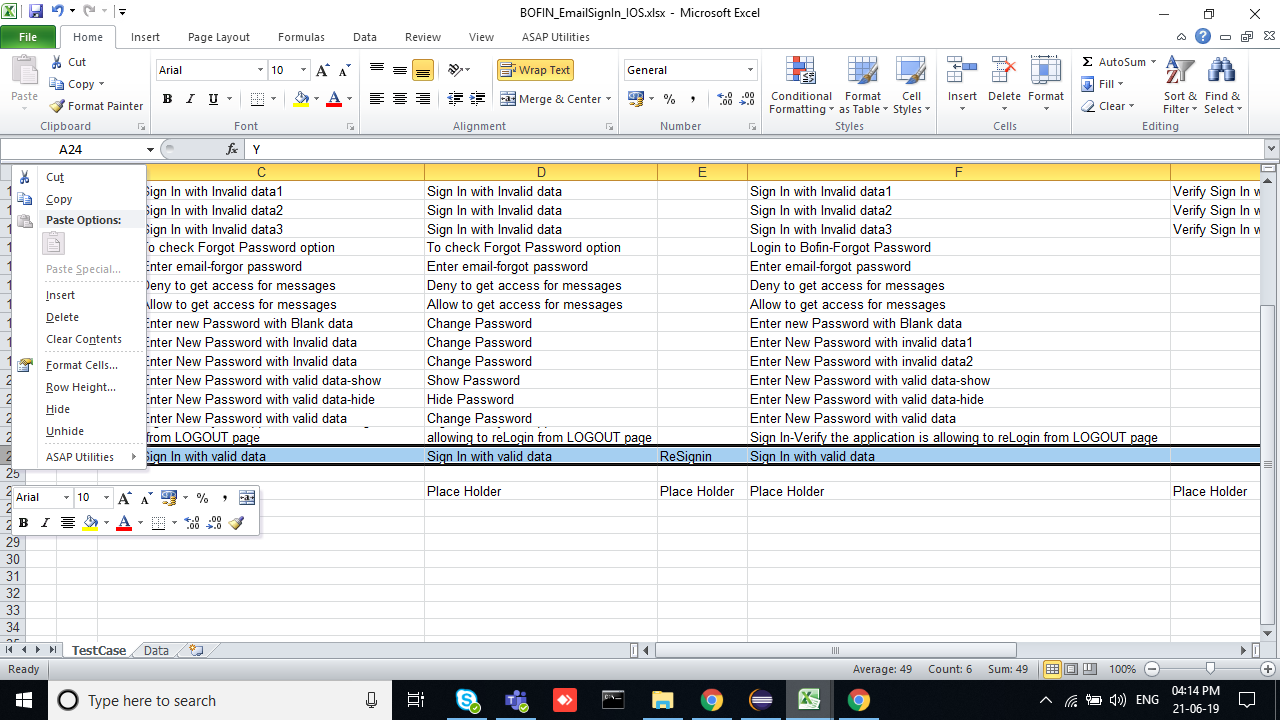 BOFIN_EmailSignIn_IOS.xlsx - Microsoft Excel
File Home Insert Page Layout Formulas Data Review View ASAP Utilities
Paste
Cut
Copy
Format Painter
Clipboard
Arial 10
B I U
Font
Wrap Text
Merge & Center
Alignment
General
% ,
Number
Conditional Formatting
Format as Table
Cell Styles
Styles
Insert Delete Format
Cells
AutoSum
Fill
Clear
Sort & Filter
Find & Select
Editing
A24 fx Y
C D E F
Sign In with Invalid data1 Sign In with Invalid data Sign In with Invalid data1 Verify Sign In w
Sign In with Invalid data2 Sign In with Invalid data Sign In with Invalid data2 Verify Sign In w
Sign In with Invalid data3 Sign In with Invalid data Sign In with Invalid data3 Verify Sign In w
To check Forgot Password option To check Forgot Password option Login to Bofin-Forgot Password
Enter email-forgor password Enter email-forgot password Enter email-forgot password
Deny to get access for messages Deny to get access for messages Deny to get access for messages
Allow to get access for messages Allow to get access for messages Allow to get access for messages
Enter new Password with Blank data Change Password Enter new Password with Blank data
Enter New Password with Invalid data Change Password Enter New Password with invalid data1
Enter New Password with Invalid data Change Password Enter New Password with invalid data2
Enter New Password with valid data-show Show Password Enter New Password with valid data-show
Enter New Password with valid data-hide Hide Password Enter New Password with valid data-hide
Enter New Password with valid data Change Password Enter New Password with valid data
from LOGOUT page allowing to reLogin from LOGOUT page Sign In-Verify the application is allowing to reLogin from LOGOUT page
Sign In with valid data Sign In with valid data ReSignin Sign In with valid data
25
Place Holder Place Holder Place Holder Place Holder
29
30
31
32
33
34
Cut
Copy
Paste Options:
Paste Special...
Insert
Delete
Clear Contents
Format Cells...
Row Height...
Hide
Unhide
ASAP Utilities
Arial 10 A A % ,
B I A
TestCase Data
Ready Average: 49 Count: 6 Sum: 49 100%
Type here to search
ENG
04:14 PM
21-06-19